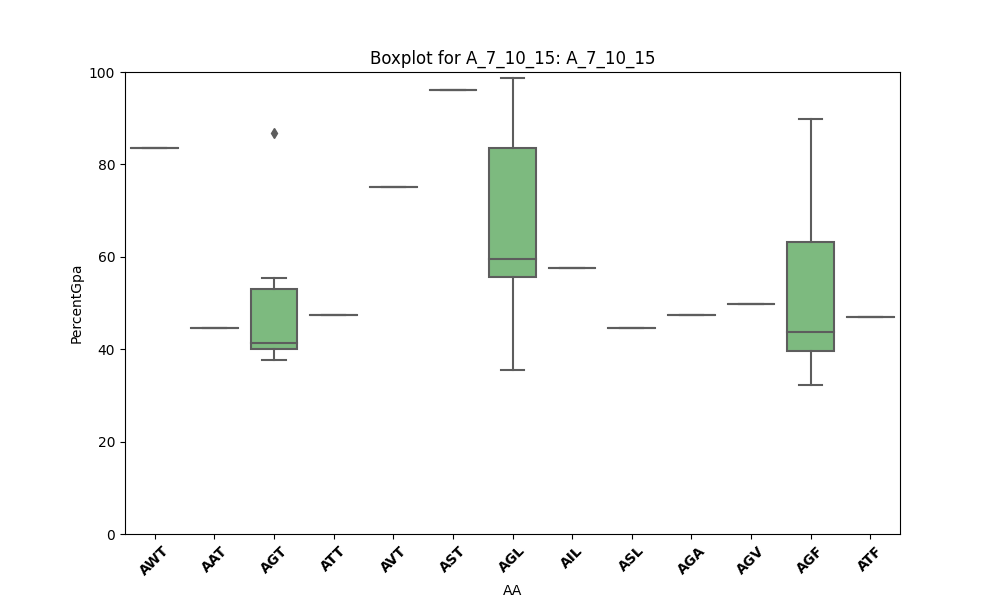 Boxplot for A_7_10_15: A_7_10_15
100
80
60
40
20
0
PercentGpa
AWT AAT AGT ATT AVT AST AGL AIL ASL AGA AGV AGF ATF
AA